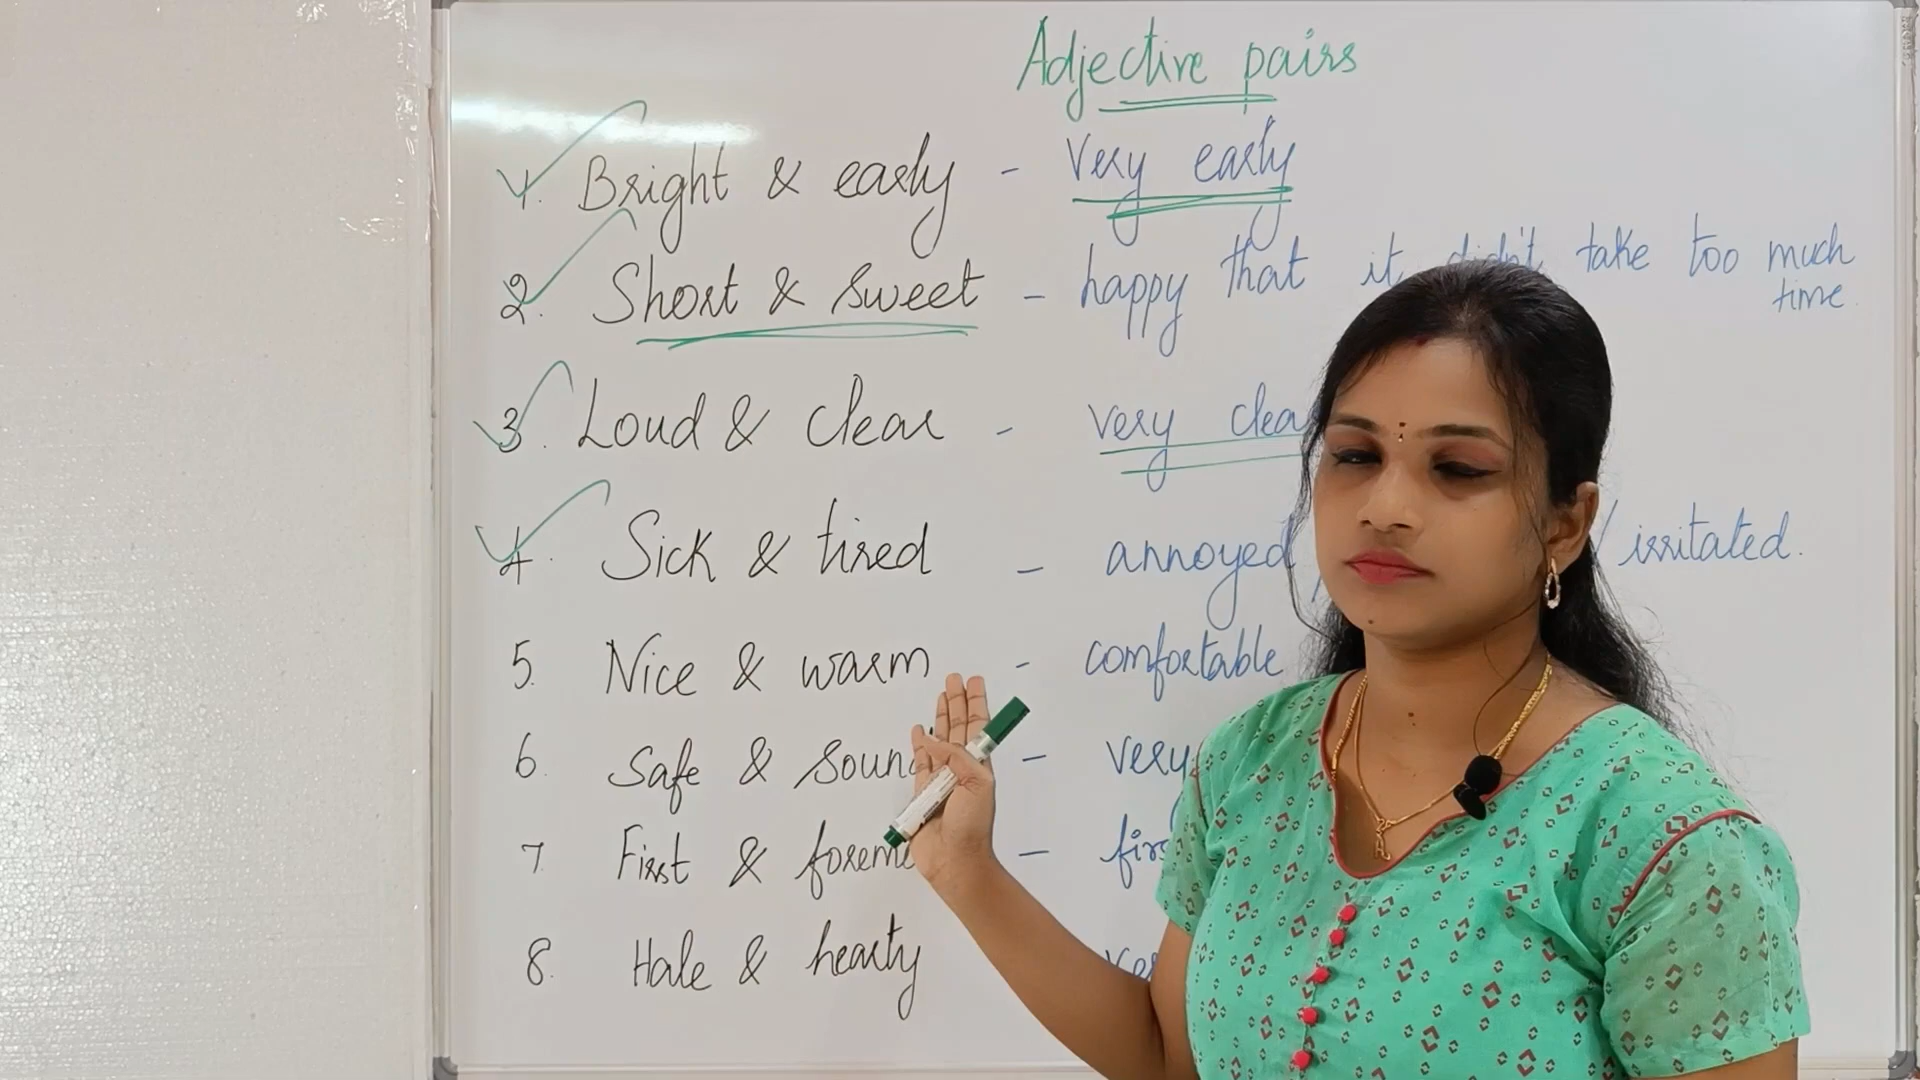 Adjective pairs
1. Bright & early - Very early
2. Short & sweet - happy that it didn't take too much time
3. Loud & clear - very
4. Sick & tired - annoyed / irritated.
5. Nice & warm - comfortable
6. Safe & - very
7. First & -
8. Hale & hearty